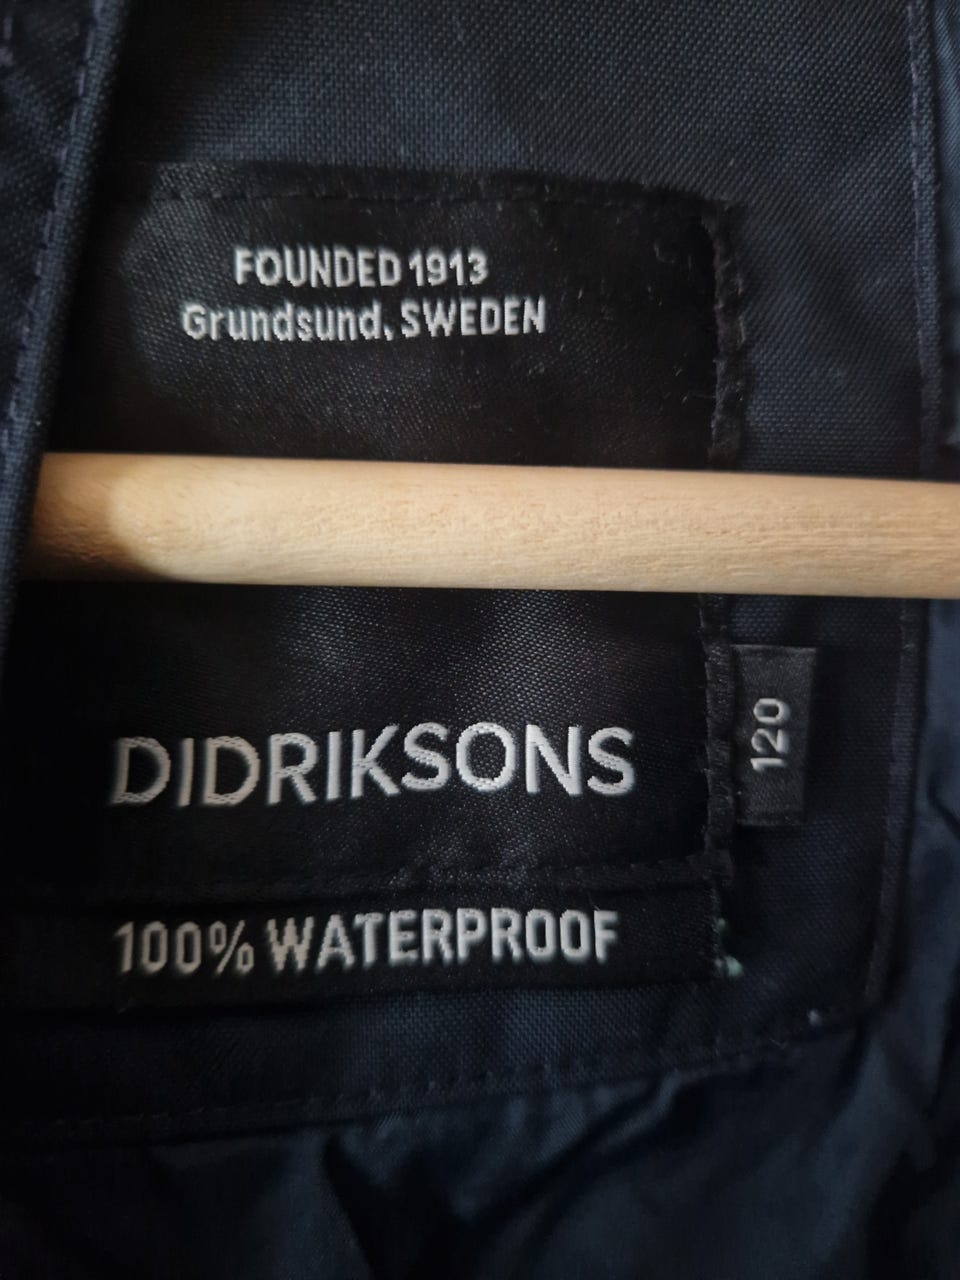 FOUNDED 1913
Grundsund, SWEDEN
DIDRIKSONS
120
100% WATERPROOF